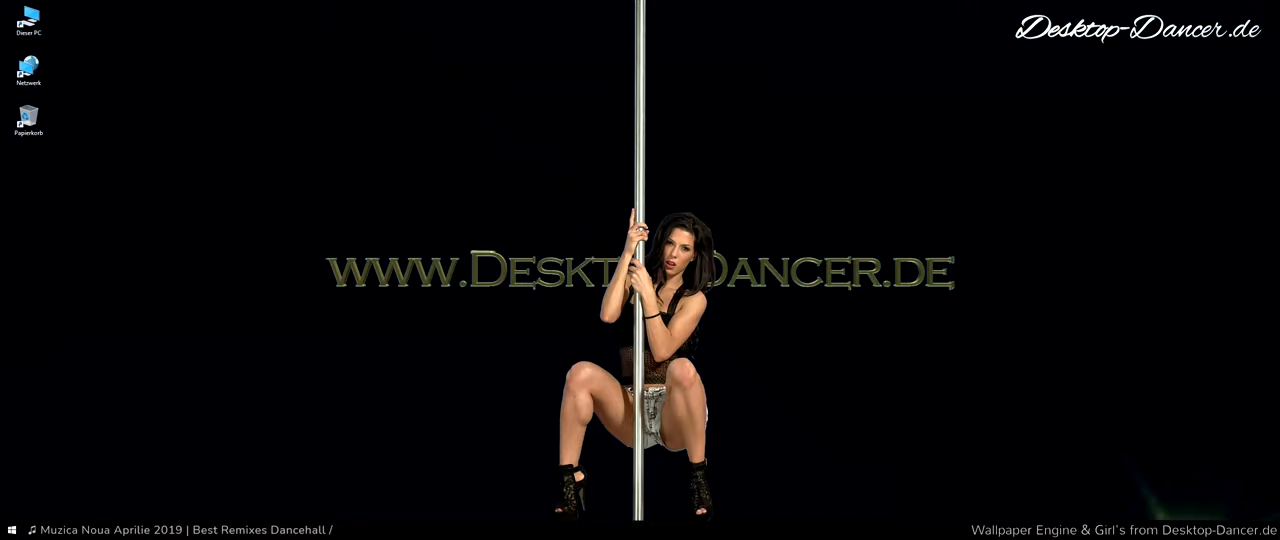 Dieser PC
Desktop-Dancer.de
Netzwerk
Papierkorb
www.Desktop-Dancer.de
♫ Muzica Noua Aprilie 2019 | Best Remixes Dancehall /
Wallpaper Engine & Girl's from Desktop-Dancer.de